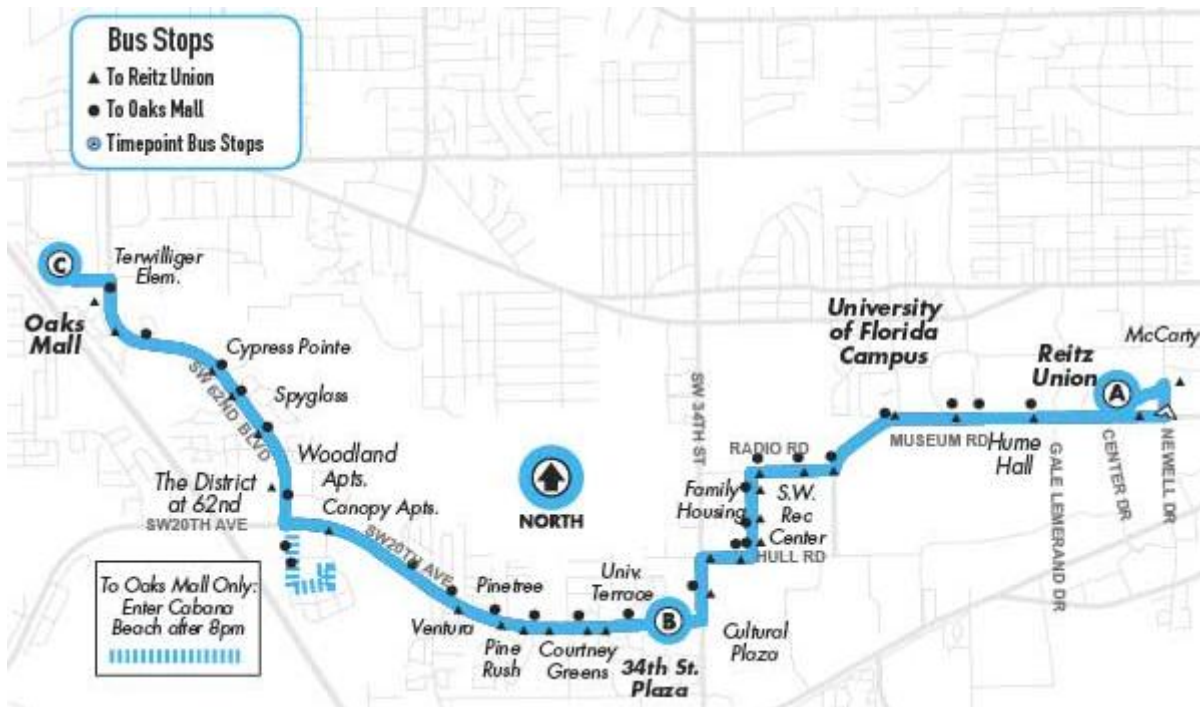 Bus Stops
To Reitz Union
To Oaks Mall
Timepoint Bus Stops
C
Terwilliger
Elem.
Oaks
Mall
Cypress Pointe
SW 62ND BLVD
Spyglass
Woodland
Apts.
The District
at 62nd
Canopy Apts.
SW20TH AVE
SW20TH AVE
To Oaks Mall Only:
Enter Cabana
Beach after 8pm
NORTH
Pinetree
Ventura
Pine
Rush
Courtney
Greens
Univ.
Terrace
B
34th St.
Plaza
Cultural
Plaza
SW 34TH ST
Family
Housing
RADIO RD
S.W.
Rec
Center
HULL RD
University
of Florida
Campus
MUSEUM RD
Hume
Hall
Reitz
Union
A
McCarty
GALE LEMERAND DR
CENTER DR
NEWELL DR